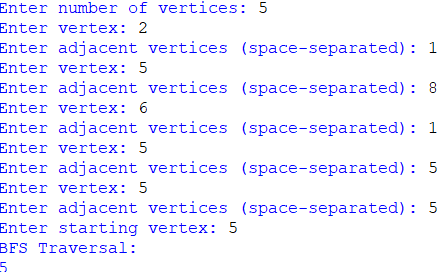 Enter number of vertices: 5
Enter vertex: 2
Enter adjacent vertices (space-separated): 1
Enter vertex: 5
Enter adjacent vertices (space-separated): 8
Enter vertex: 6
Enter adjacent vertices (space-separated): 1
Enter vertex: 5
Enter adjacent vertices (space-separated): 5
Enter vertex: 5
Enter adjacent vertices (space-separated): 5
Enter starting vertex: 5
BFS Traversal:
5